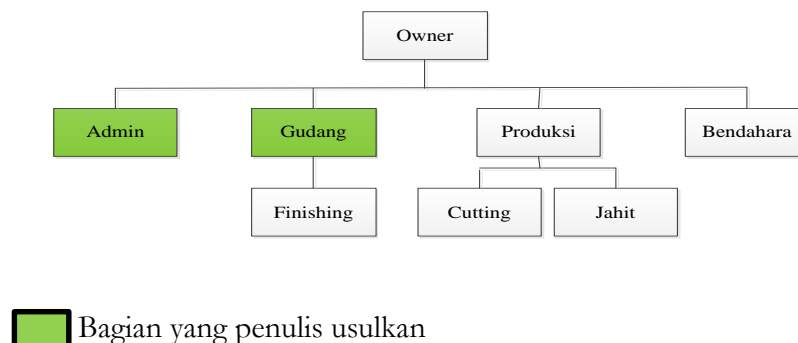 Owner
Admin
Gudang
Produksi
Bendahara
Finishing
Cutting
Jahit
Bagian yang penulis usulkan